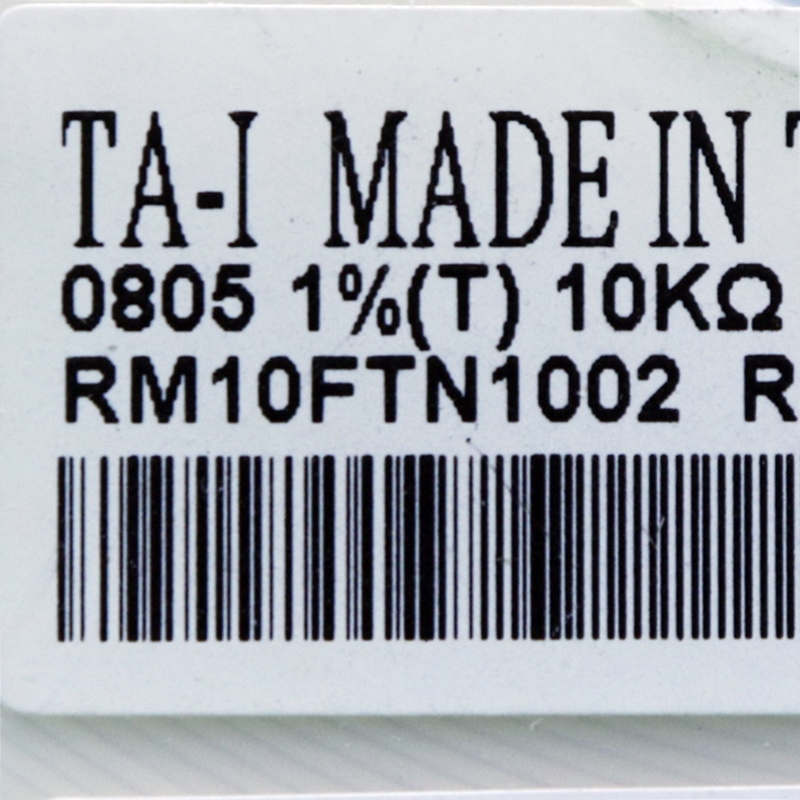 TA-I MADE IN
0805 1%(T) 10KΩ
RM10FTN1002 R